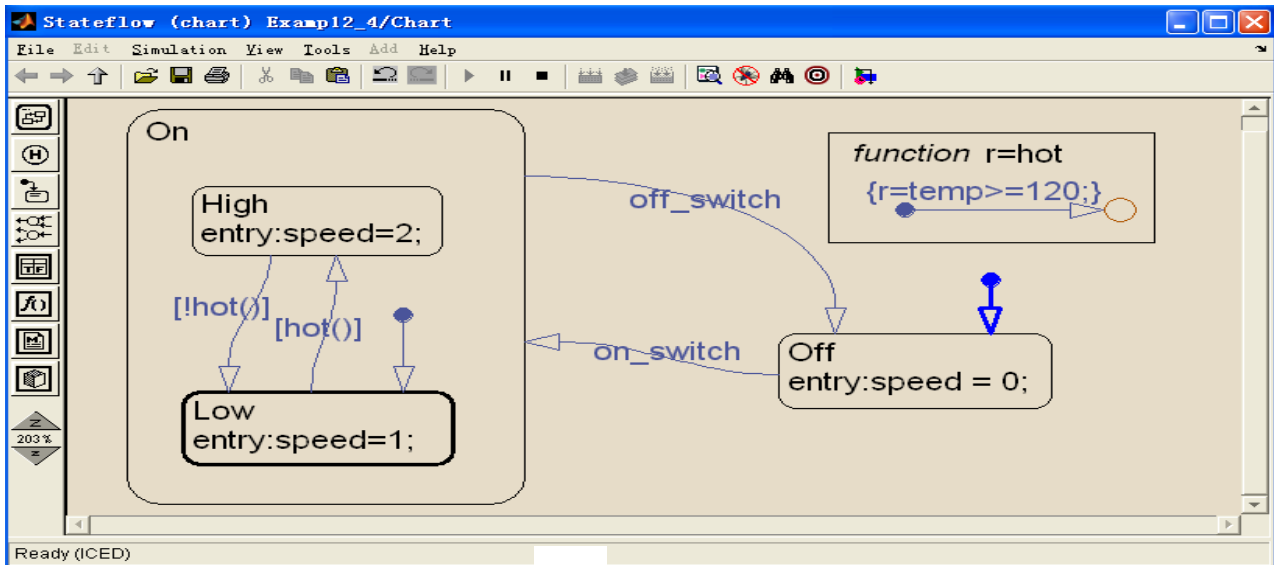 Stateflow (chart) Examp12_4/Chart
File Edit Simulation View Tools Add Help
On
function r=hot
{r=temp>=120;}
High
entry:speed=2;
off_switch
[!hot()]
[hot()]
on_switch
Off
entry:speed = 0;
Low
entry:speed=1;
H
TF
f()
M
Z
203%
Z
Ready (ICED)